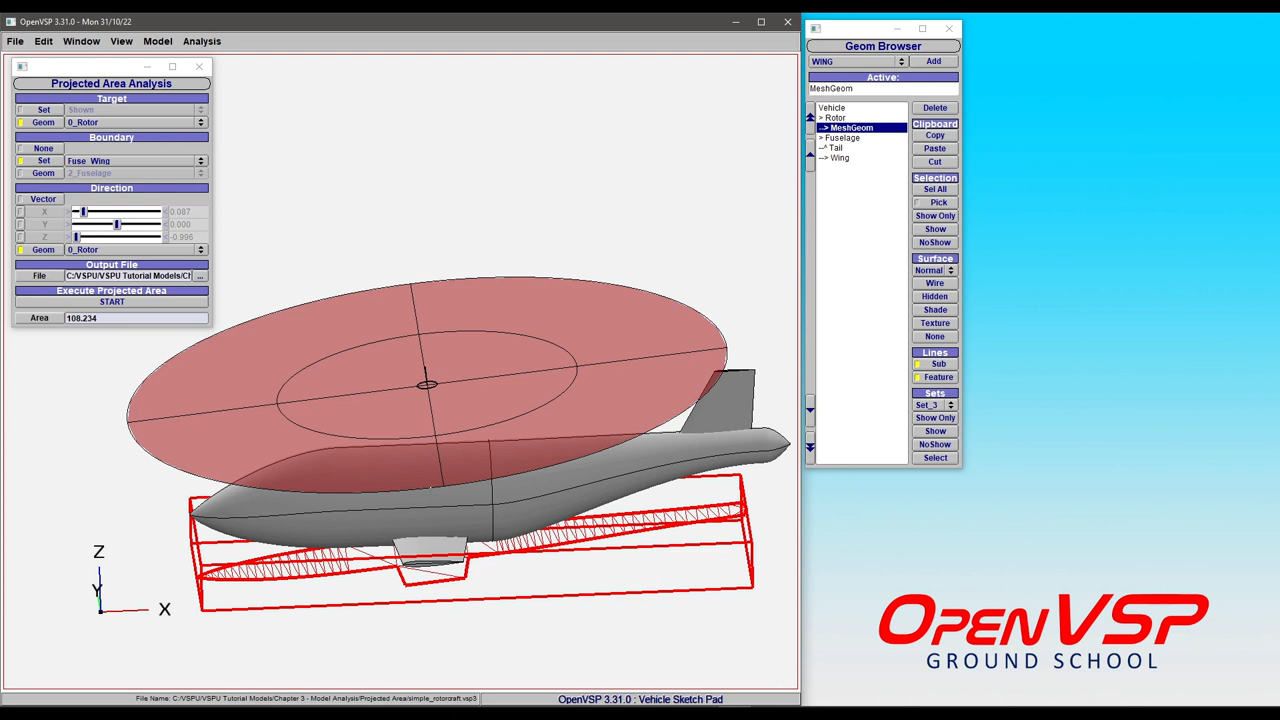 OpenVSP 3.31.0 - Mon 31/10/22
File Edit Window View Model Analysis
Projected Area Analysis
Target
Set Shown
Geom 0_Rotor
Boundary
None
Set Fuse_Wing
Geom 2_Fuselage
Direction
Vector
X > < 0.087
Y > < 0.000
Z > < -0.996
Geom 0_Rotor
Output File
File C:/VSPU/VSPU Tutorial Models/Cl ...
Execute Projected Area
START
Area 108.234
Z
Y
X
File Name: C:/VSPU/VSPU Tutorial Models/Chapter 3 - Model Analysis/Projected Area/simple_rotorcraft.vsp3
OpenVSP 3.31.0 : Vehicle Sketch Pad
Geom Browser
WING Add
Active:
MeshGeom
Vehicle
> Rotor
--> MeshGeom
> Fuselage
--^ Tail
--> Wing
Delete
Clipboard
Copy
Paste
Cut
Selection
Sel All
Pick
Show Only
Show
NoShow
Surface
Normal
Wire
Hidden
Shade
Texture
None
Lines
Sub
Feature
Sets
Set_3
Show Only
Show
NoShow
Select
OpenVSP
GROUND SCHOOL